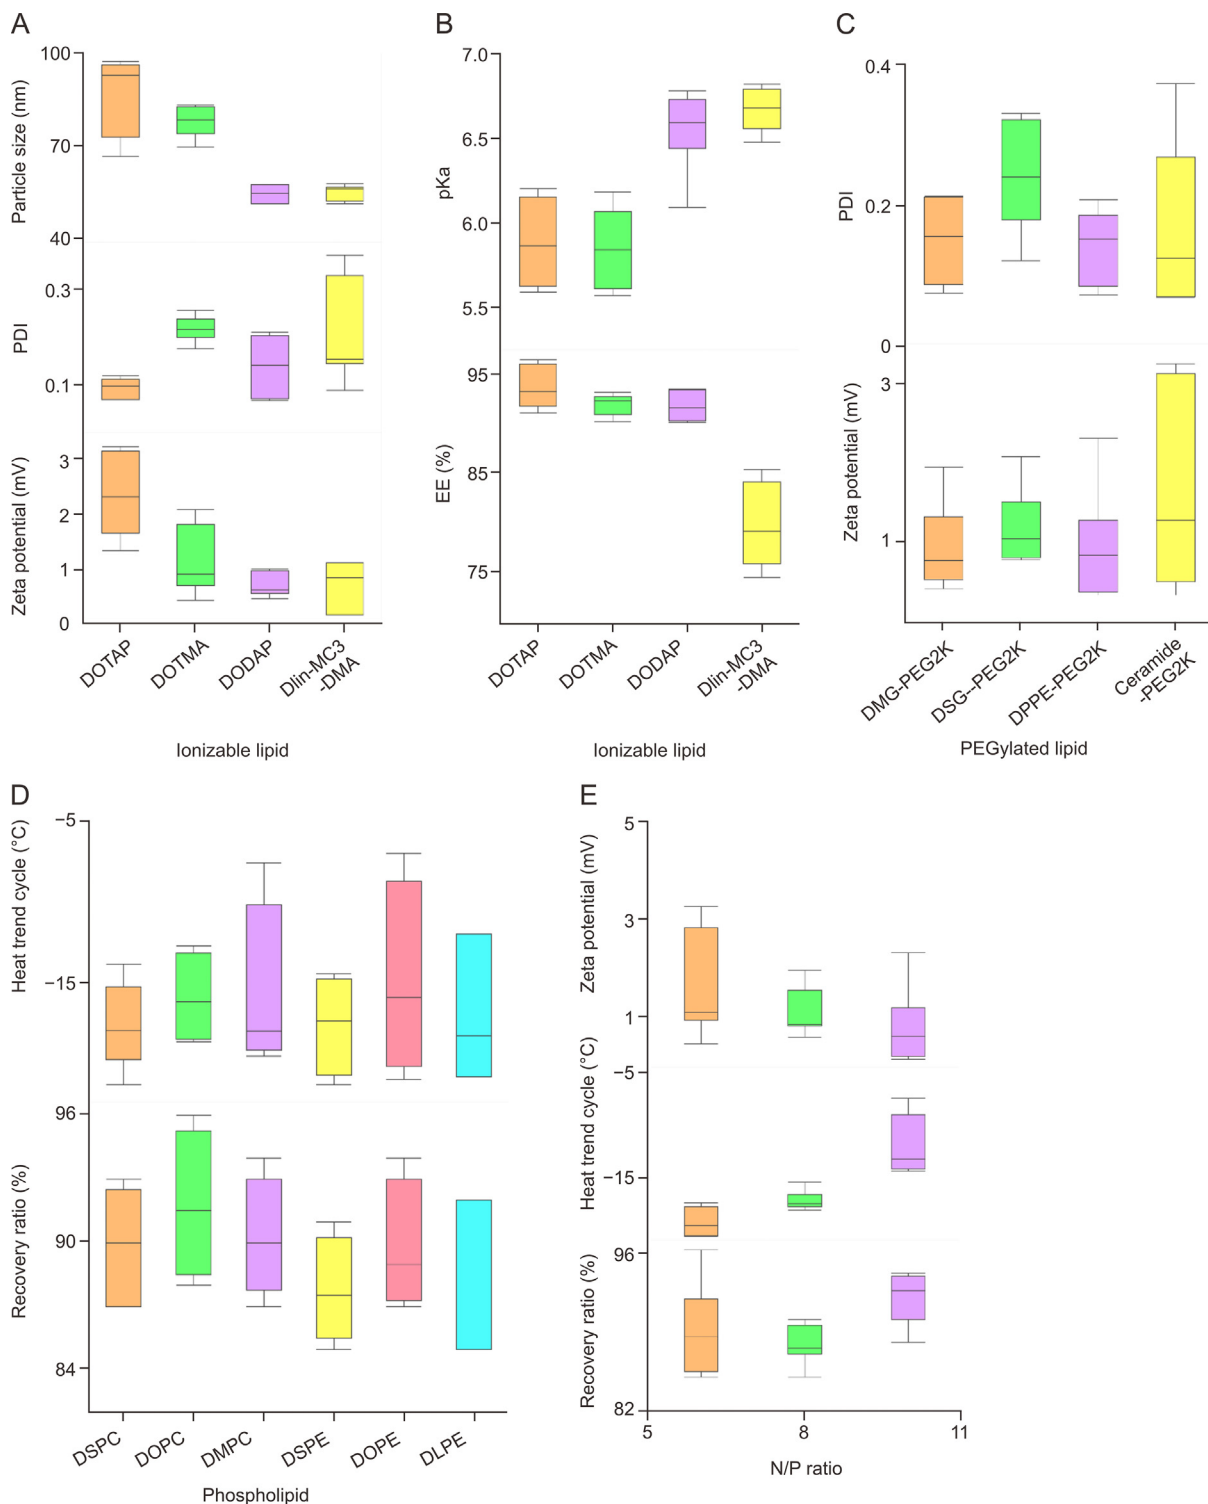 A
Particle size (nm)
100
70
40
PDI
0.3
0.1
Zeta potential (mV)
3
2
1
0
DOTAP
DOTMA
DODAP
Dlin-MC3
-DMA
Ionizable lipid
B
pKa
7.0
6.5
6.0
5.5
EE (%)
95
85
75
DOTAP
DOTMA
DODAP
Dlin-MC3
-DMA
Ionizable lipid
C
PDI
0.4
0.2
0
Zeta potential (mV)
3
1
DMG-PEG2K
DSG--PEG2K
DPPE-PEG2K
Ceramide
-PEG2K
PEGylated lipid
D
Heat trend cycle (°C)
−5
−15
Recovery ratio (%)
96
90
84
DSPC
DOPC
DMPC
DSPE
DOPE
DLPE
Phospholipid
E
Zeta potential (mV)
5
3
1
Heat trend cycle (°C)
−5
−15
Recovery ratio (%)
96
82
5
8
11
N/P ratio